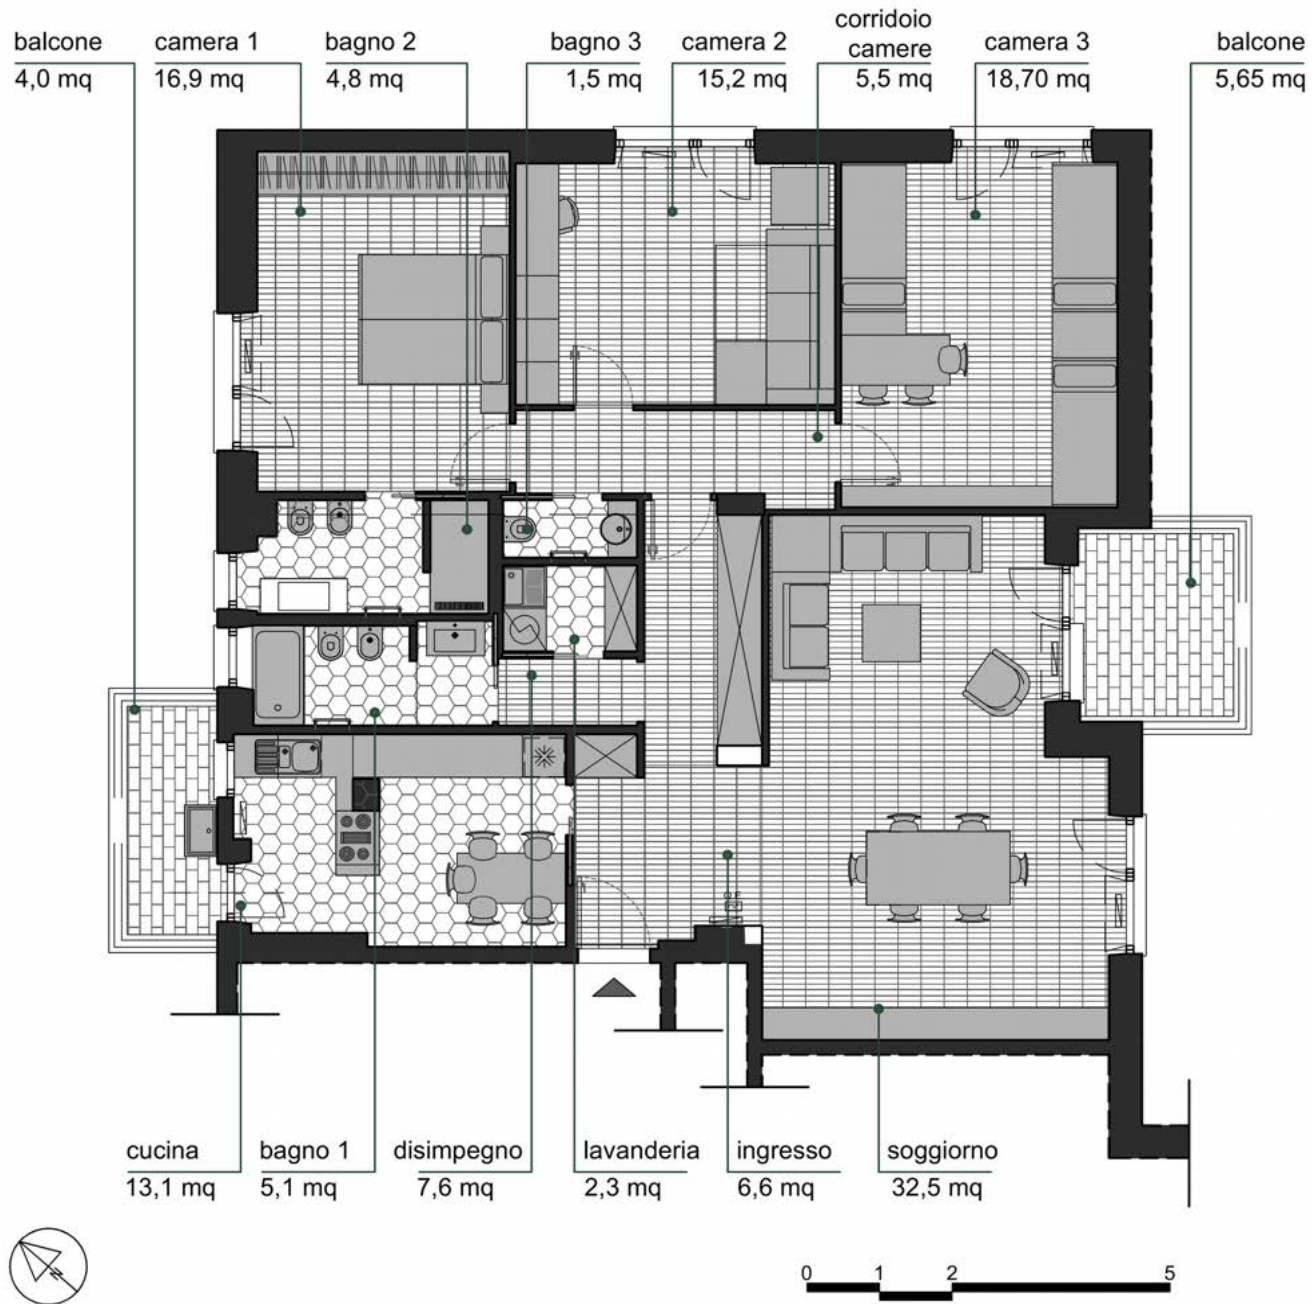 balcone
4,0 mq
camera 1
16,9 mq
bagno 2
4,8 mq
bagno 3
1,5 mq
camera 2
15,2 mq
corridoio
camere
5,5 mq
camera 3
18,70 mq
balcone
5,65 mq
cucina
13,1 mq
bagno 1
5,1 mq
disimpegno
7,6 mq
lavanderia
2,3 mq
ingresso
6,6 mq
soggiorno
32,5 mq
N
0 1 2 5